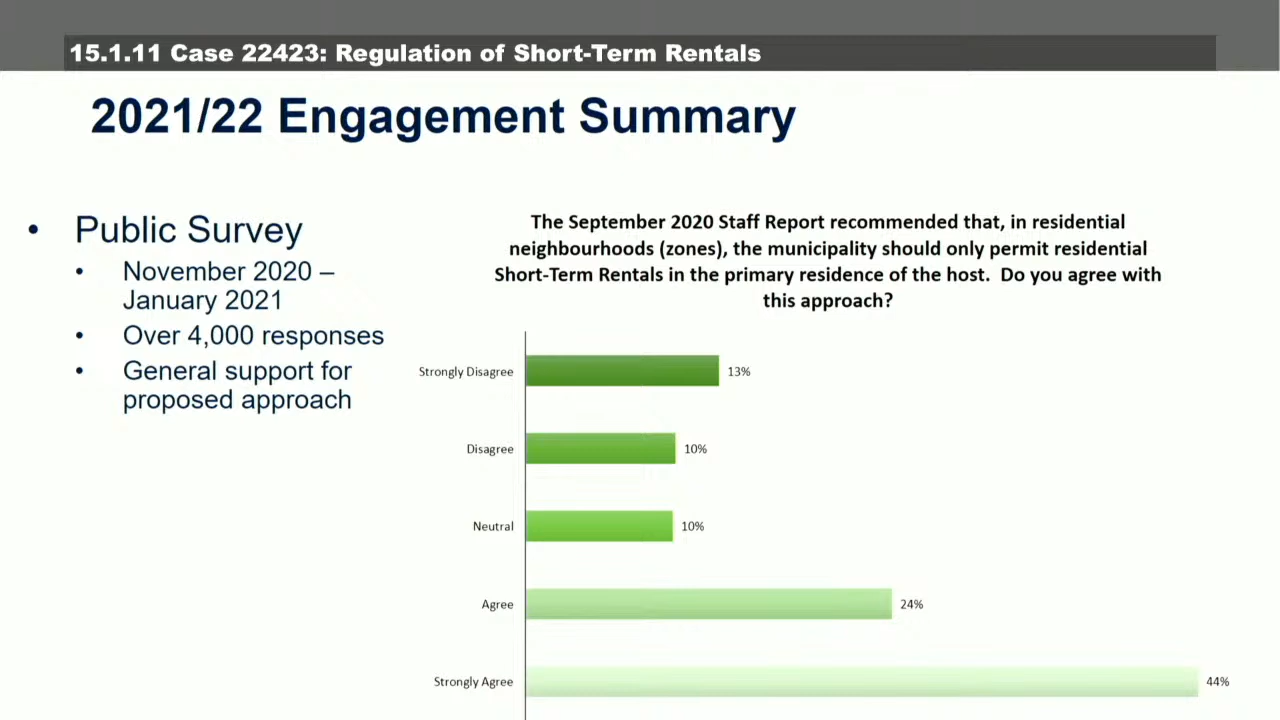 15.1.11 Case 22423: Regulation of Short-Term Rentals
2021/22 Engagement Summary
• Public Survey
• November 2020 –
January 2021
• Over 4,000 responses
• General support for
proposed approach
The September 2020 Staff Report recommended that, in residential
neighbourhoods (zones), the municipality should only permit residential
Short-Term Rentals in the primary residence of the host.  Do you agree with
this approach?
Strongly Disagree 13%
Disagree 10%
Neutral 10%
Agree 24%
Strongly Agree 44%